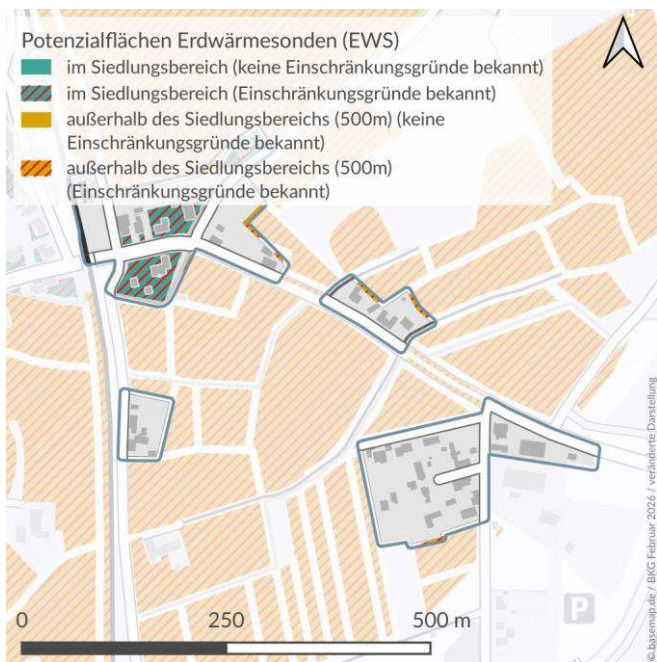 Potenzialflächen Erdwärmesonden (EWS)
im Siedlungsbereich (keine Einschränkungsgründe bekannt)
im Siedlungsbereich (Einschränkungsgründe bekannt)
außerhalb des Siedlungsbereichs (500m) (keine
Einschränkungsgründe bekannt)
außerhalb des Siedlungsbereichs (500m)
(Einschränkungsgründe bekannt)
P
0 250 500 m
© basemap.de / BKG Februar 2026 / veränderte Darstellung